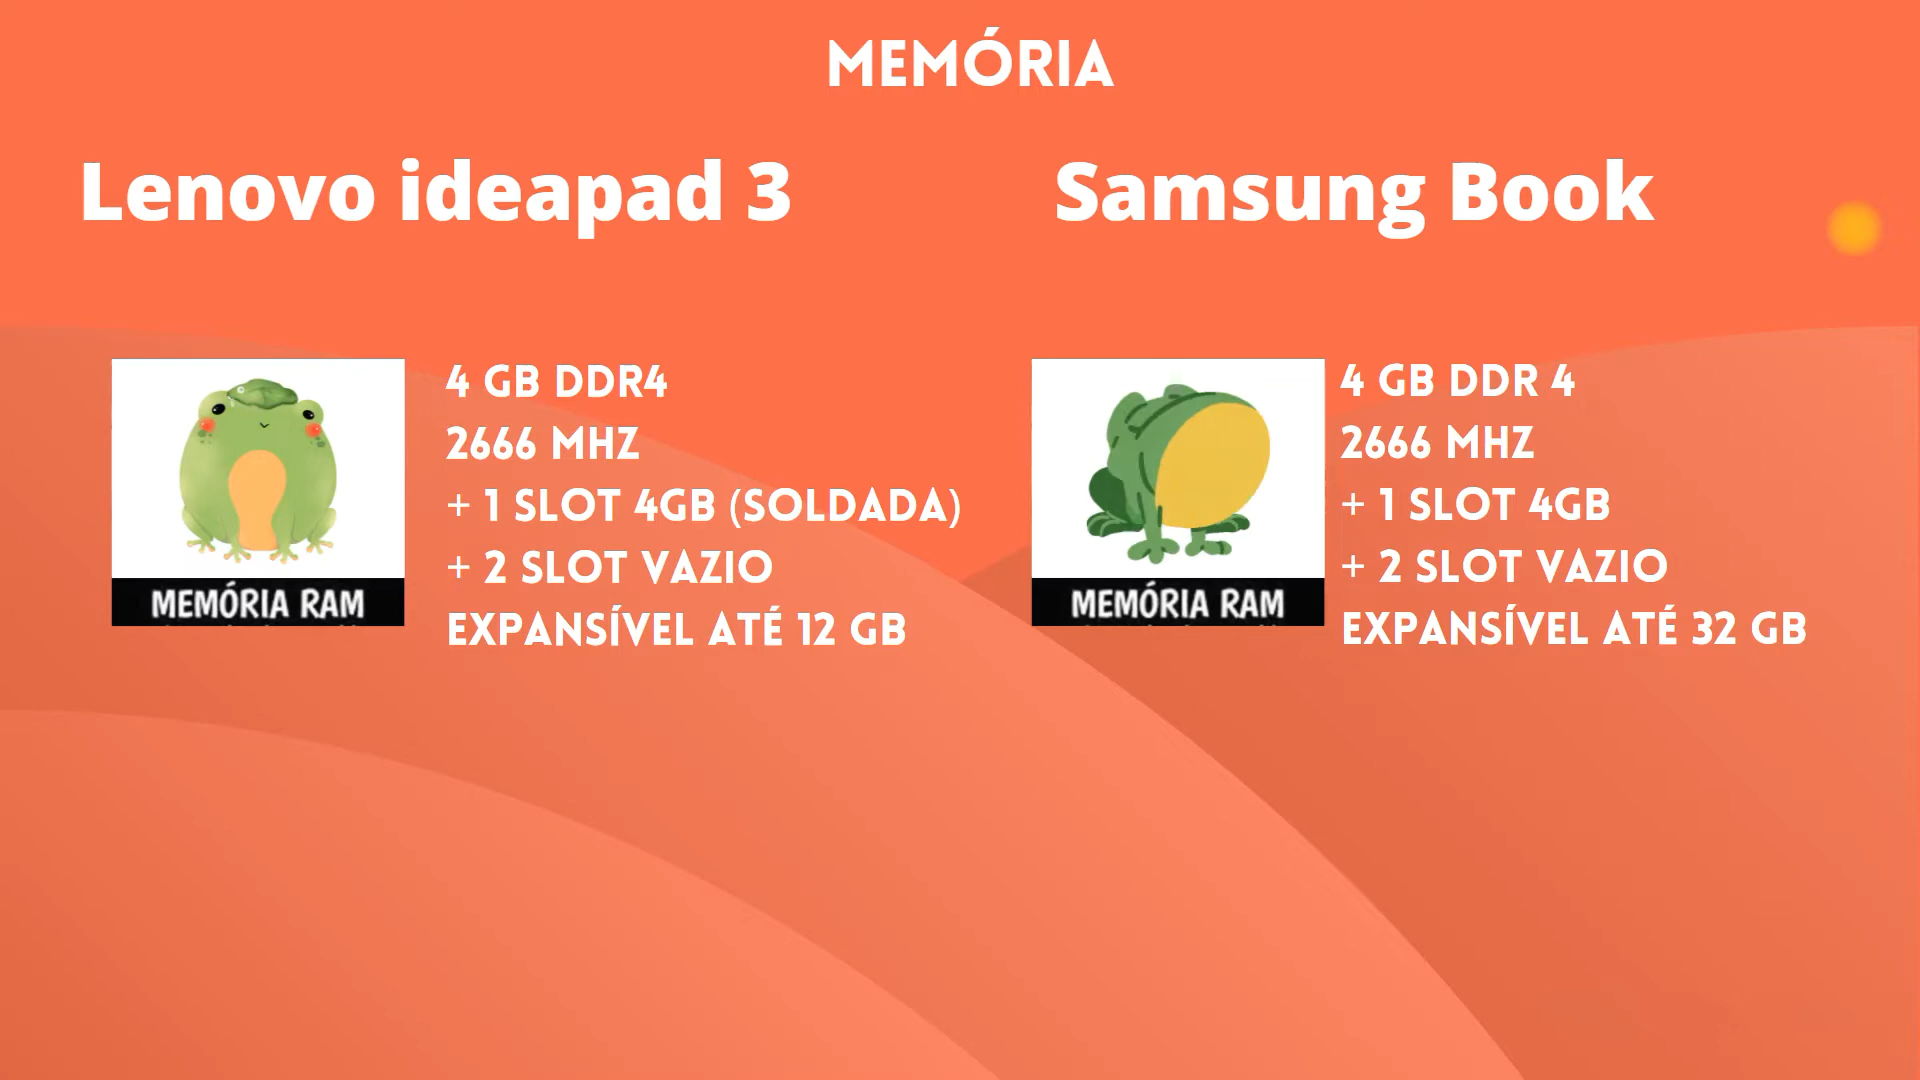 MEMÓRIA
Lenovo ideapad 3
4 GB DDR4
2666 MHZ
+ 1 SLOT 4GB (SOLDADA)
+ 2 SLOT VAZIO
EXPANSÍVEL ATÉ 12 GB
MEMÓRIA RAM
Samsung Book
4 GB DDR 4
2666 MHZ
+ 1 SLOT 4GB
+ 2 SLOT VAZIO
EXPANSÍVEL ATÉ 32 GB
MEMÓRIA RAM